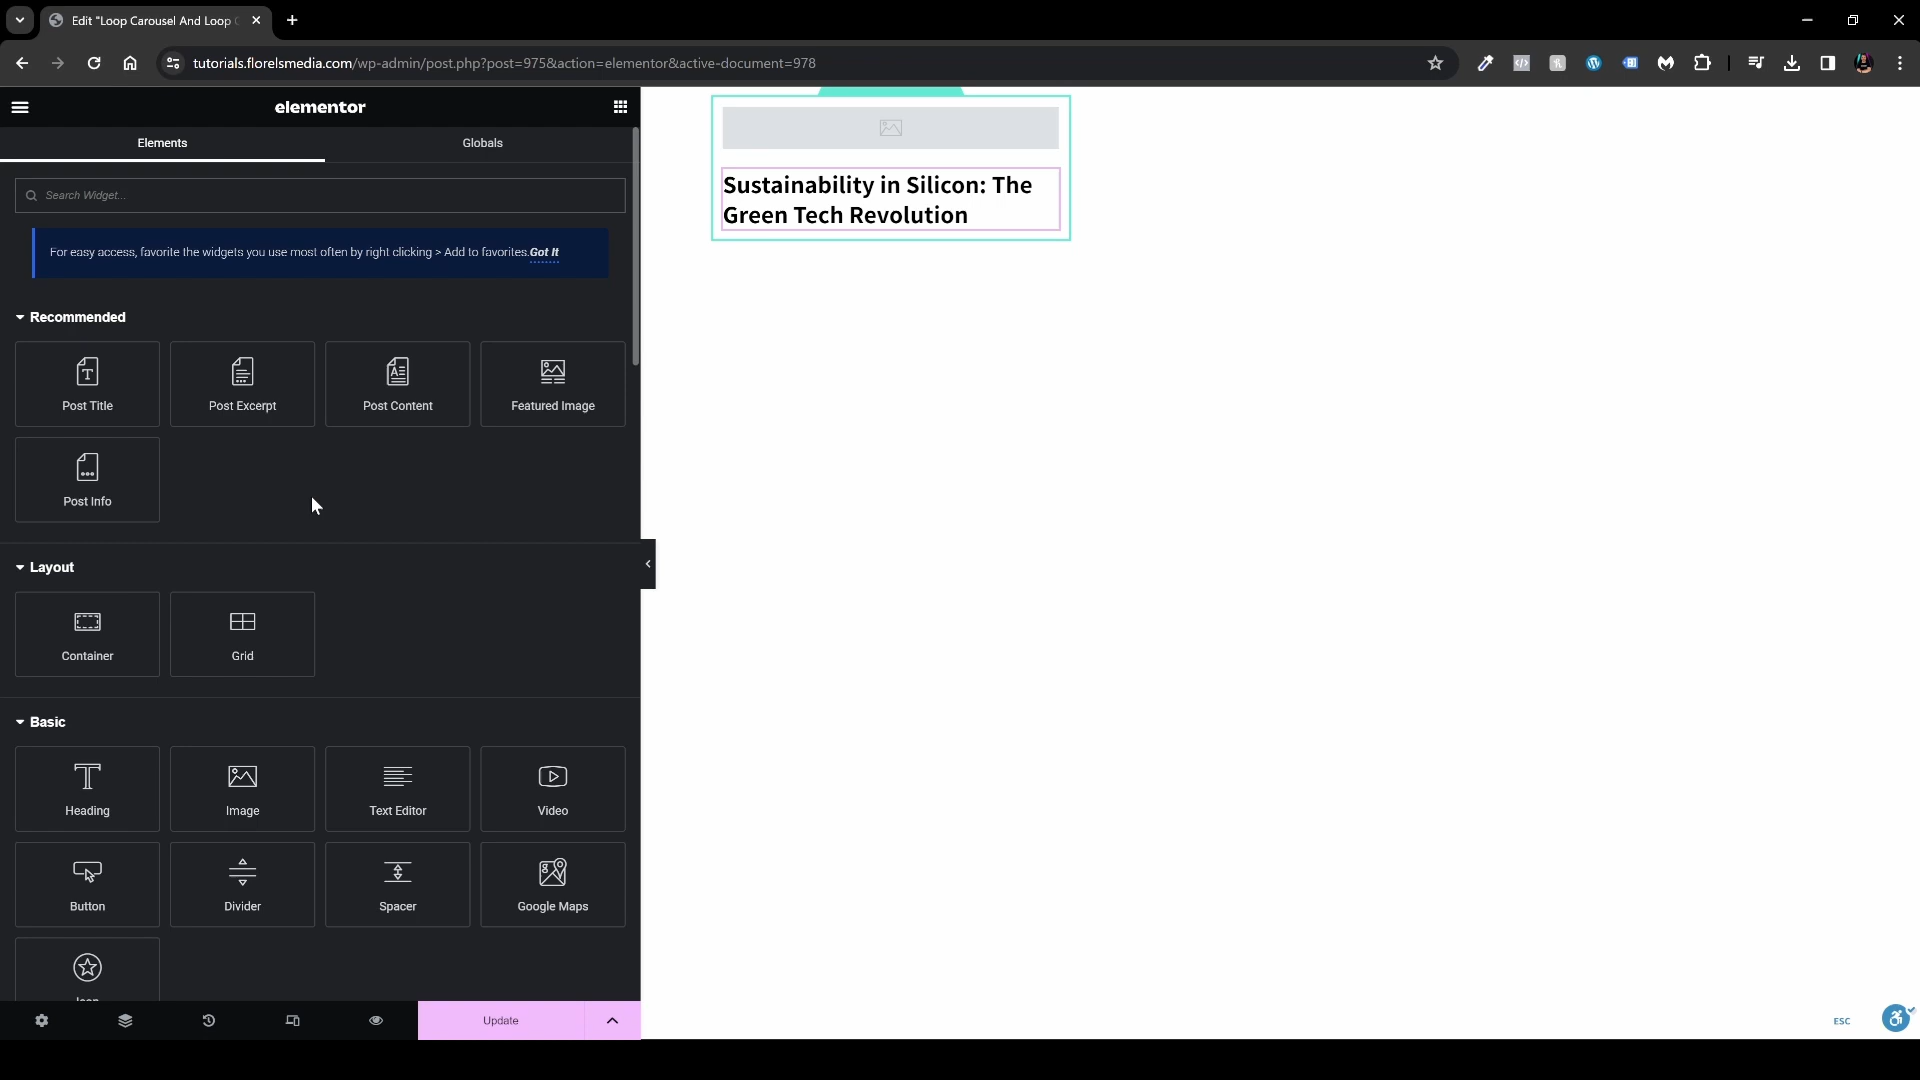 Edit "Loop Carousel And Loop
tutorials.florelsmedia.com/wp-admin/post.php?post=975&action=elementor&active-document=978
elementor
Elements
Globals
Search Widget...
For easy access, favorite the widgets you use most often by right clicking > Add to favorites.Got It
Recommended
Post Title
Post Excerpt
Post Content
Featured Image
Post Info
Layout
Container
Grid
Basic
Heading
Image
Text Editor
Video
Button
Divider
Spacer
Google Maps
Icon
Update
Sustainability in Silicon: The
Green Tech Revolution
ESC